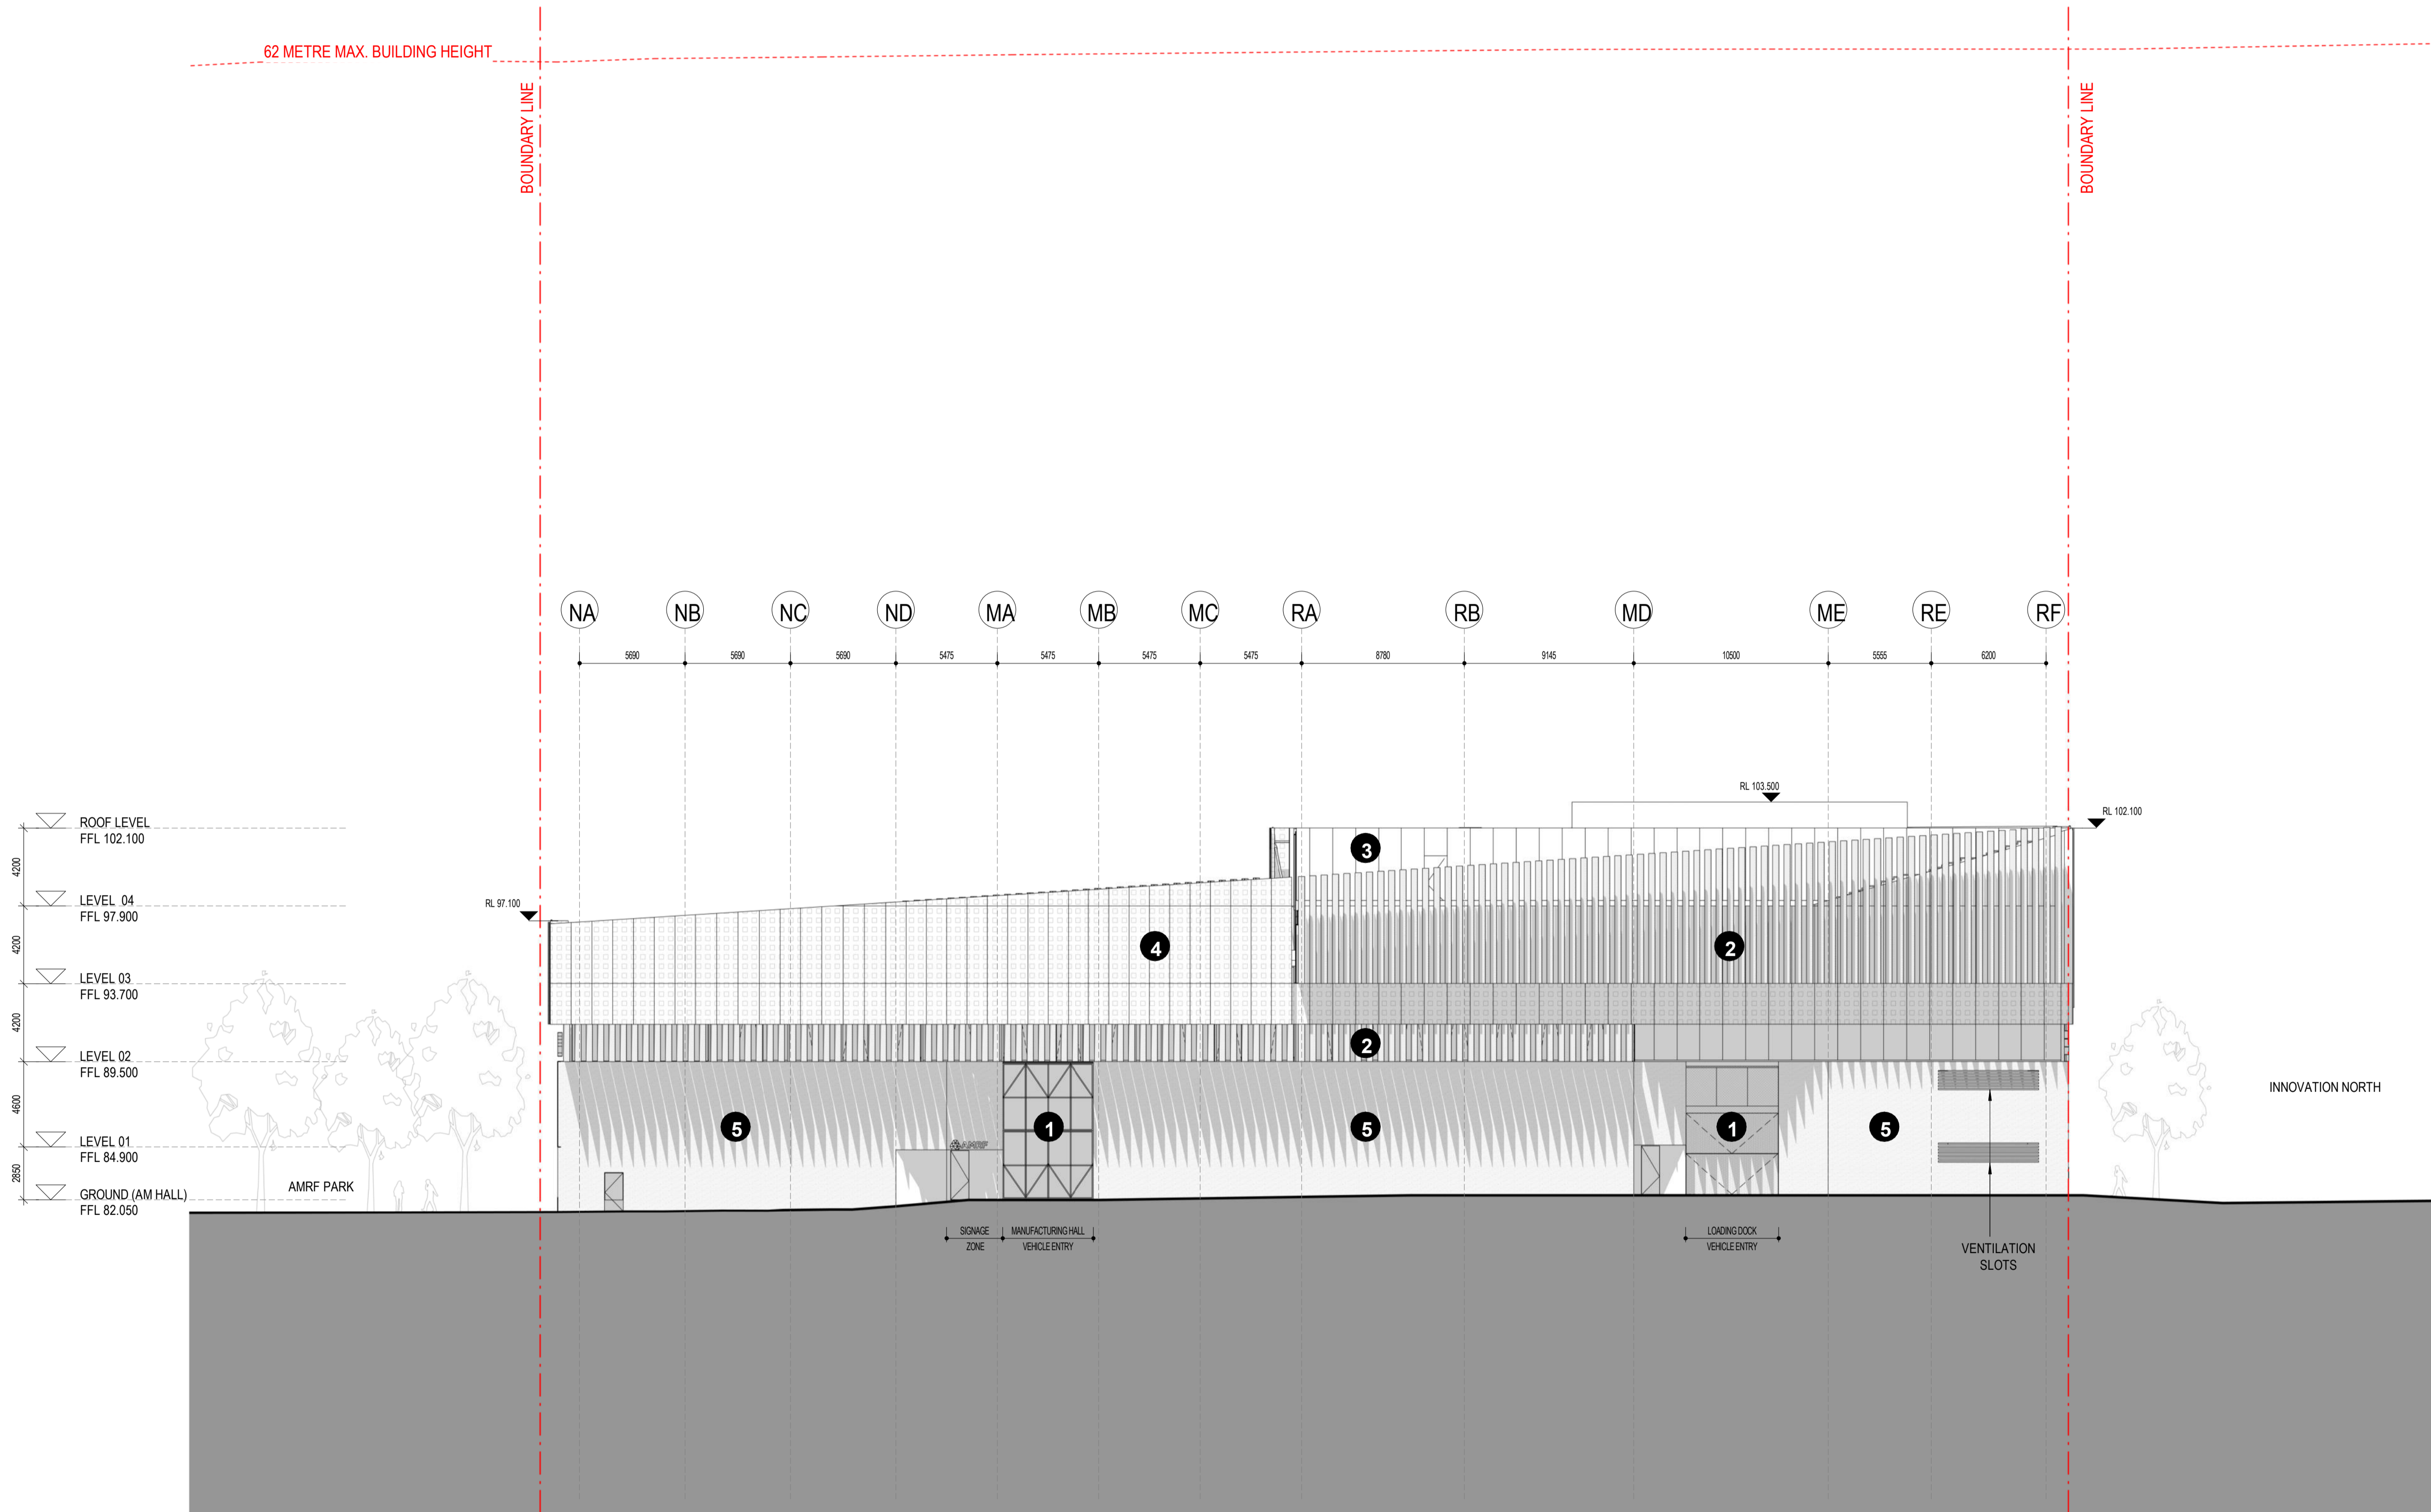 62 METRE MAX. BUILDING HEIGHT
BOUNDARY LINE
BOUNDARY LINE
NA
NB
NC
ND
MA
MB
MC
RA
RB
MD
ME
RE
RF
5690
5690
5690
5475
5475
5475
5475
8780
9145
10500
5555
6200
RL 103.500
RL 102.100
RL 97.100
ROOF LEVEL
FFL 102.100
4200
LEVEL 04
FFL 97.900
4200
LEVEL 03
FFL 93.700
4200
LEVEL 02
FFL 89.500
4600
LEVEL 01
FFL 84.900
2850
GROUND (AM HALL)
FFL 82.050
3
4
2
2
5
1
5
1
5
AMRF
AMRF PARK
INNOVATION NORTH
SIGNAGE
ZONE
MANUFACTURING HALL
VEHICLE ENTRY
LOADING DOCK
VEHICLE ENTRY
VENTILATION
SLOTS